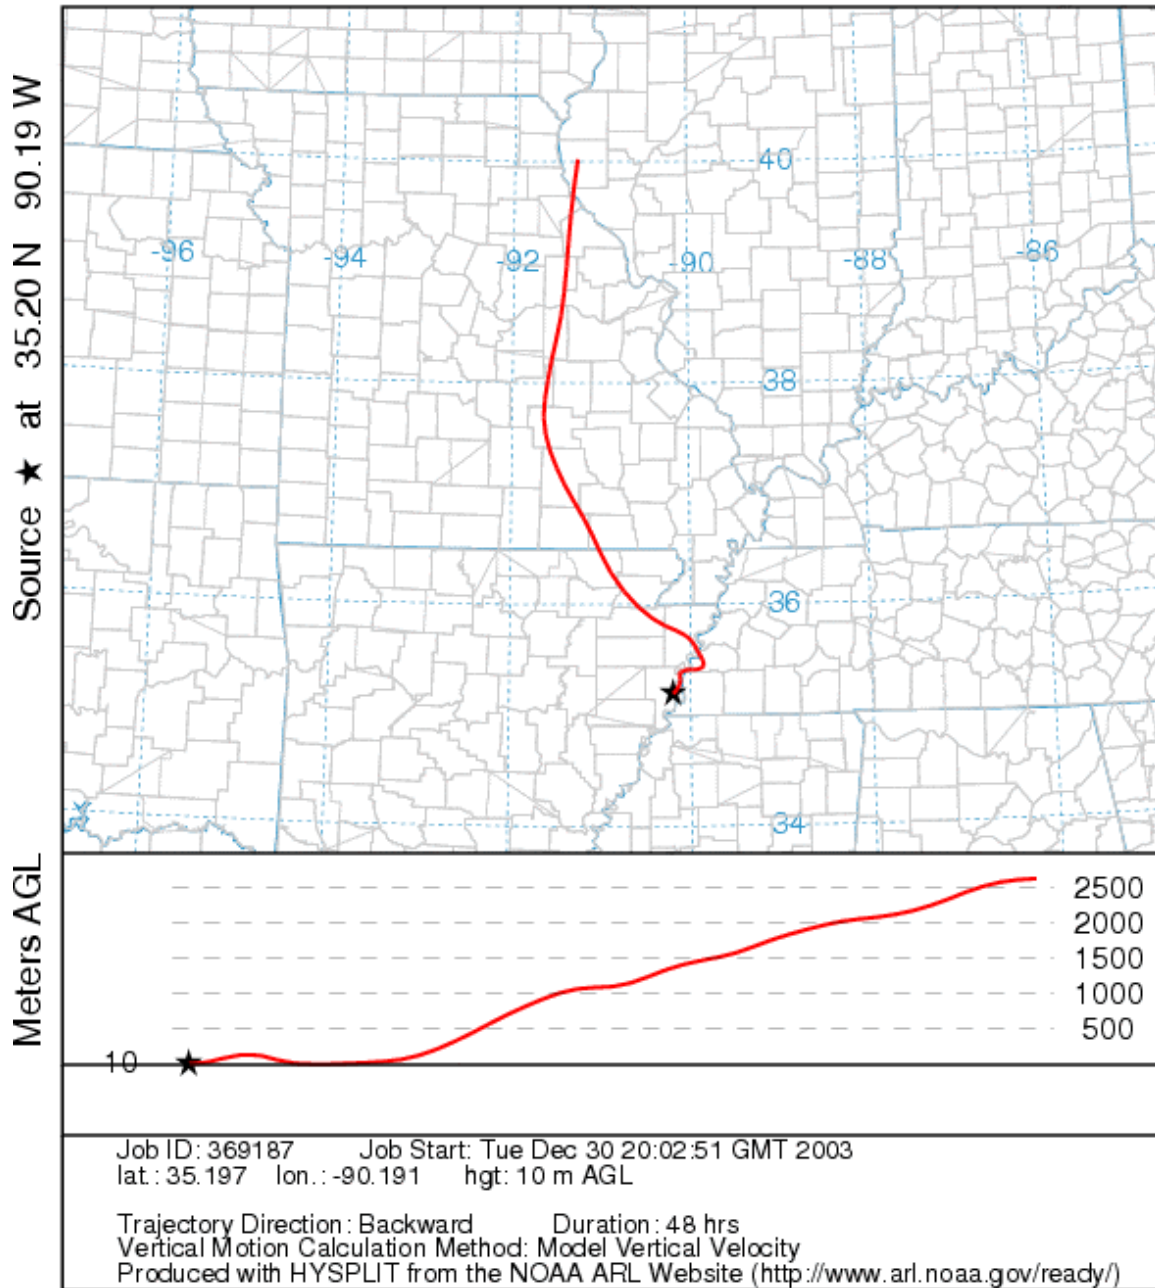 Source ★ at 35.20 N 90.19 W
40
-96
-94
-92
-90
-88
-86
38
36
34
Meters AGL
2500
2000
1500
1000
500
10
Job ID: 369187 Job Start: Tue Dec 30 20:02:51 GMT 2003
lat.: 35.197 lon.: -90.191 hgt: 10 m AGL
Trajectory Direction: Backward Duration: 48 hrs
Vertical Motion Calculation Method: Model Vertical Velocity
Produced with HYSPLIT from the NOAA ARL Website (http://www.arl.noaa.gov/ready/)